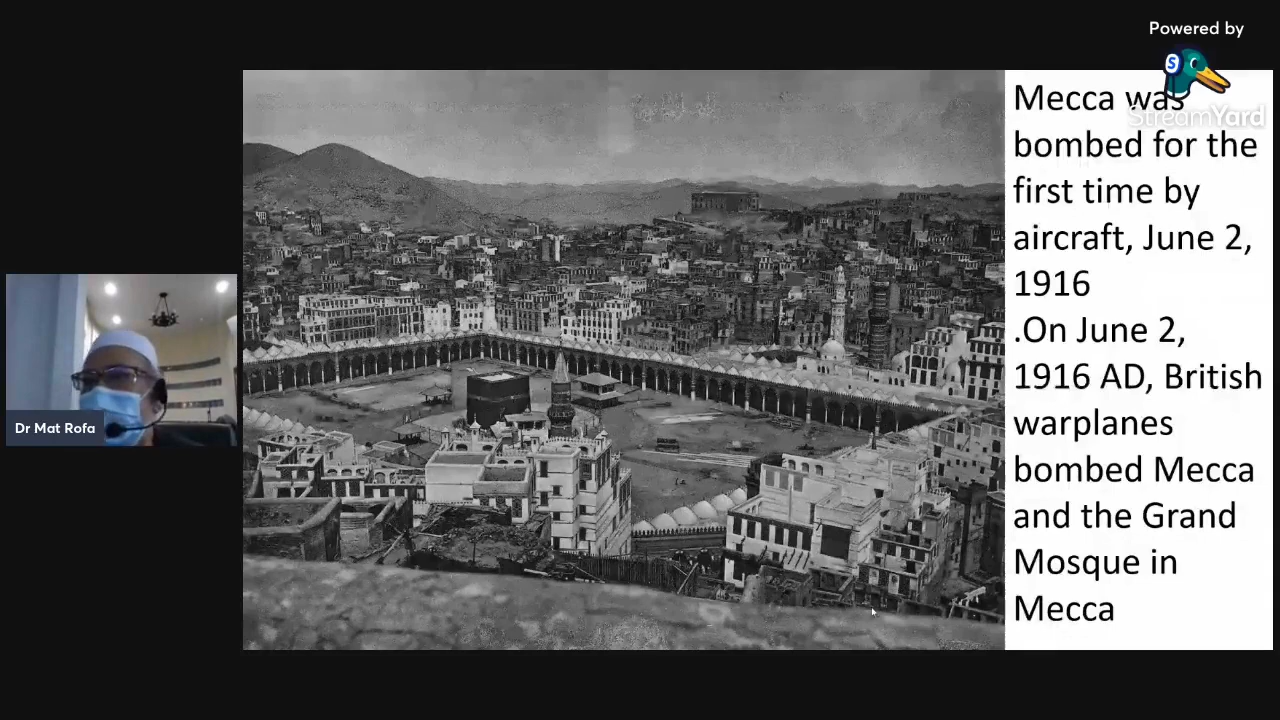 Powered by
StreamYard
Mecca was
bombed for the
first time by
aircraft, June 2,
1916
.On June 2,
1916 AD, British
warplanes
bombed Mecca
and the Grand
Mosque in
Mecca
Dr Mat Rofa